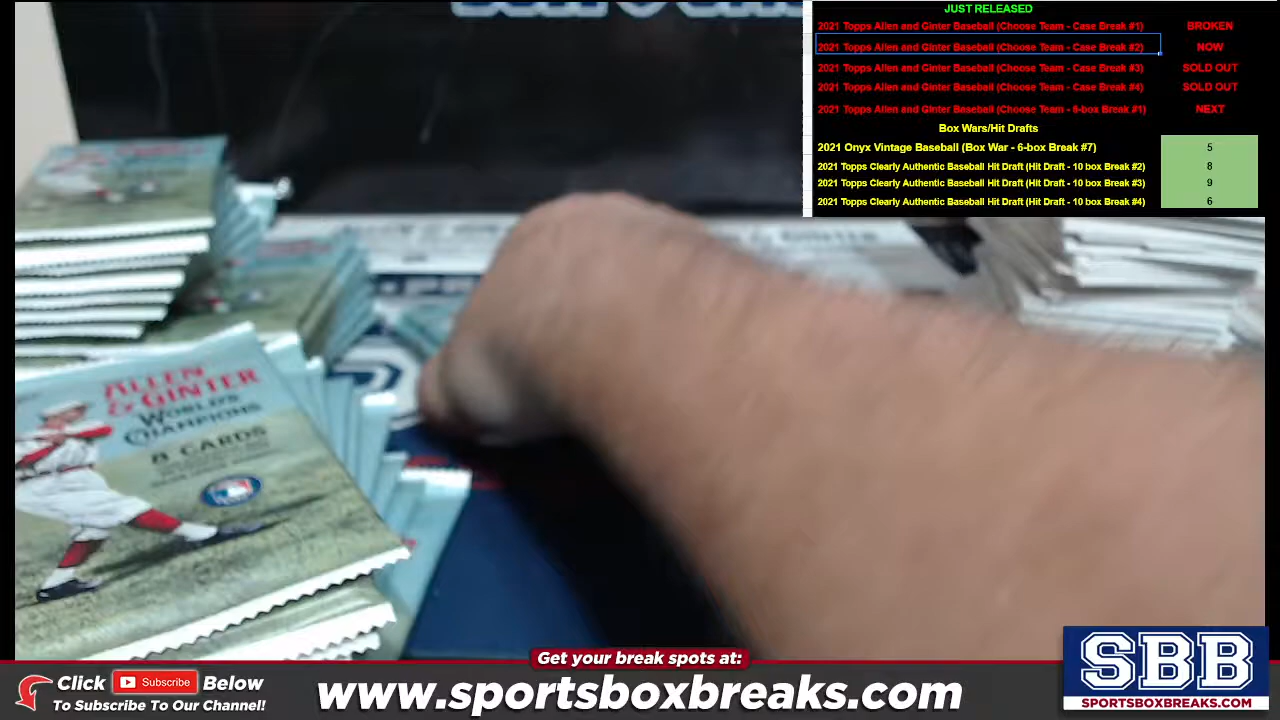 JUST RELEASED
2021 Topps Allen and Ginter Baseball (Choose Team - Case Break #1) BROKEN
2021 Topps Allen and Ginter Baseball (Choose Team - Case Break #2) NOW
2021 Topps Allen and Ginter Baseball (Choose Team - Case Break #3) SOLD OUT
2021 Topps Allen and Ginter Baseball (Choose Team - Case Break #4) SOLD OUT
2021 Topps Allen and Ginter Baseball (Choose Team - 6-box Break #1) NEXT
Box Wars/Hit Drafts
2021 Onyx Vintage Baseball (Box War - 6-box Break #7) 5
2021 Topps Clearly Authentic Baseball Hit Draft (Hit Draft - 10 box Break #2) 8
2021 Topps Clearly Authentic Baseball Hit Draft (Hit Draft - 10 box Break #3) 9
2021 Topps Clearly Authentic Baseball Hit Draft (Hit Draft - 10 box Break #4) 6
ALLEN
& GINTER
WORLD'S
CHAMPIONS
8 CARDS
Get your break spots at:
Click Subscribe Below
To Subscribe To Our Channel!
www.sportsboxbreaks.com
SBB
SPORTSBOXBREAKS.COM